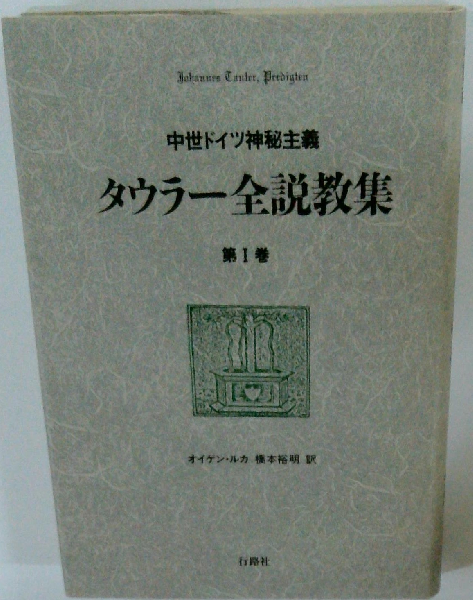 Johannes Tauler, Predigten
中世ドイツ神秘主義
タウラー全説教集
第Ⅰ巻
オイゲン・ルカ 橋本裕明 訳
行路社